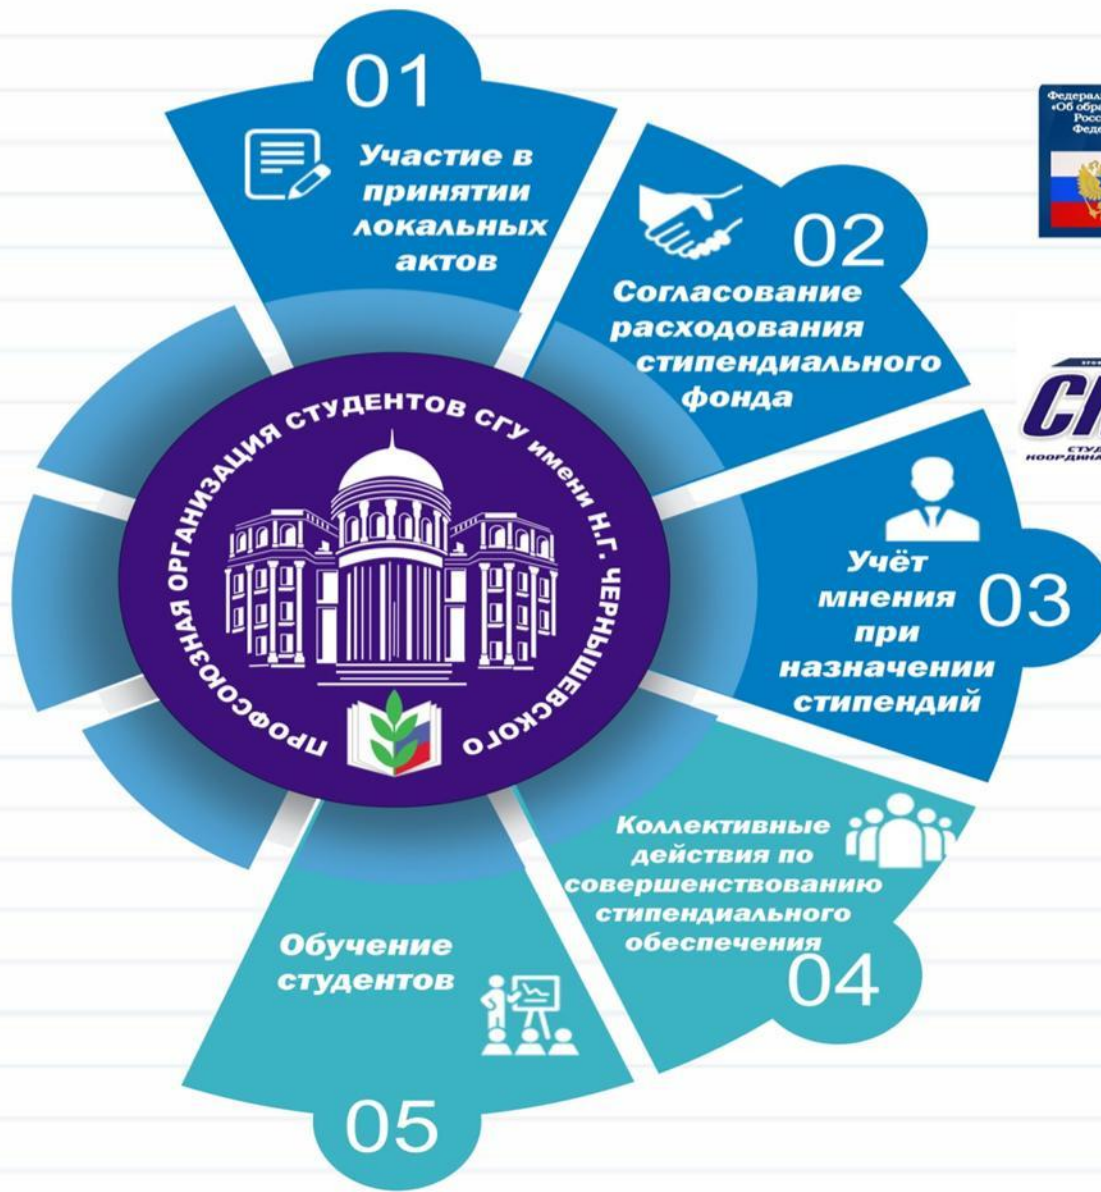 01
Участие в
принятии
локальных
актов
02
Согласование
расходования
стипендиального
фонда
03
Учёт
мнения
при
назначении
стипендий
04
Коллективные
действия по
совершенствованию
стипендиального
обеспечения
05
Обучение
студентов
ПРОФСОЮЗНАЯ ОРГАНИЗАЦИЯ СТУДЕНТОВ СГУ имени Н.Г. ЧЕРНЫШЕВСКОГО